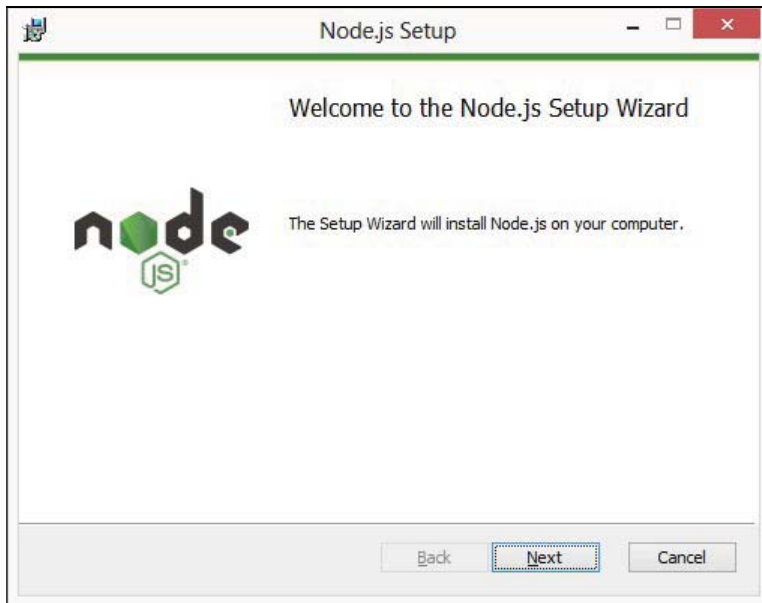 Node.js Setup
Welcome to the Node.js Setup Wizard
node
JS
The Setup Wizard will install Node.js on your computer.
Back Next Cancel